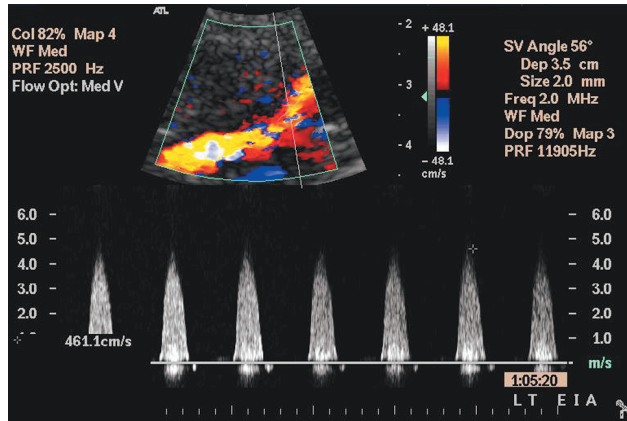 ATL
Col 82% Map 4
WF Med
PRF 2500 Hz
Flow Opt: Med V
- 2
- 3
- 4
+ 48.1
- 48.1
cm/s
SV Angle 56°
Dep 3.5 cm
Size 2.0 mm
Freq 2.0 MHz
WF Med
Dop 79% Map 3
PRF 11905Hz
6.0
5.0
4.0
3.0
2.0
461.1cm/s
6.0
5.0
4.0
3.0
2.0
1.0
m/s
1:05:20
LT EIA